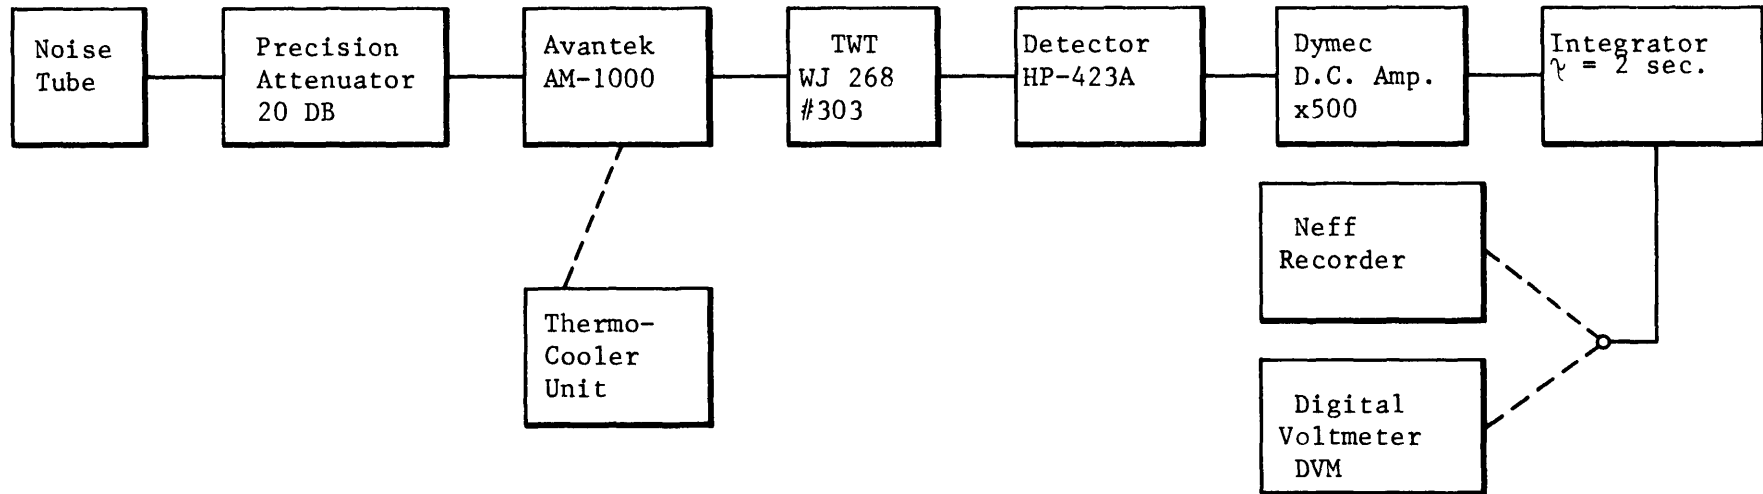 Noise
Tube
Precision
Attenuator
20 DB
Avantek
AM-1000
TWT
WJ 268
#303
Detector
HP-423A
Dymec
D.C. Amp.
x500
Integrator
τ = 2 sec.
Thermo-
Cooler
Unit
Neff
Recorder
Digital
Voltmeter
DVM